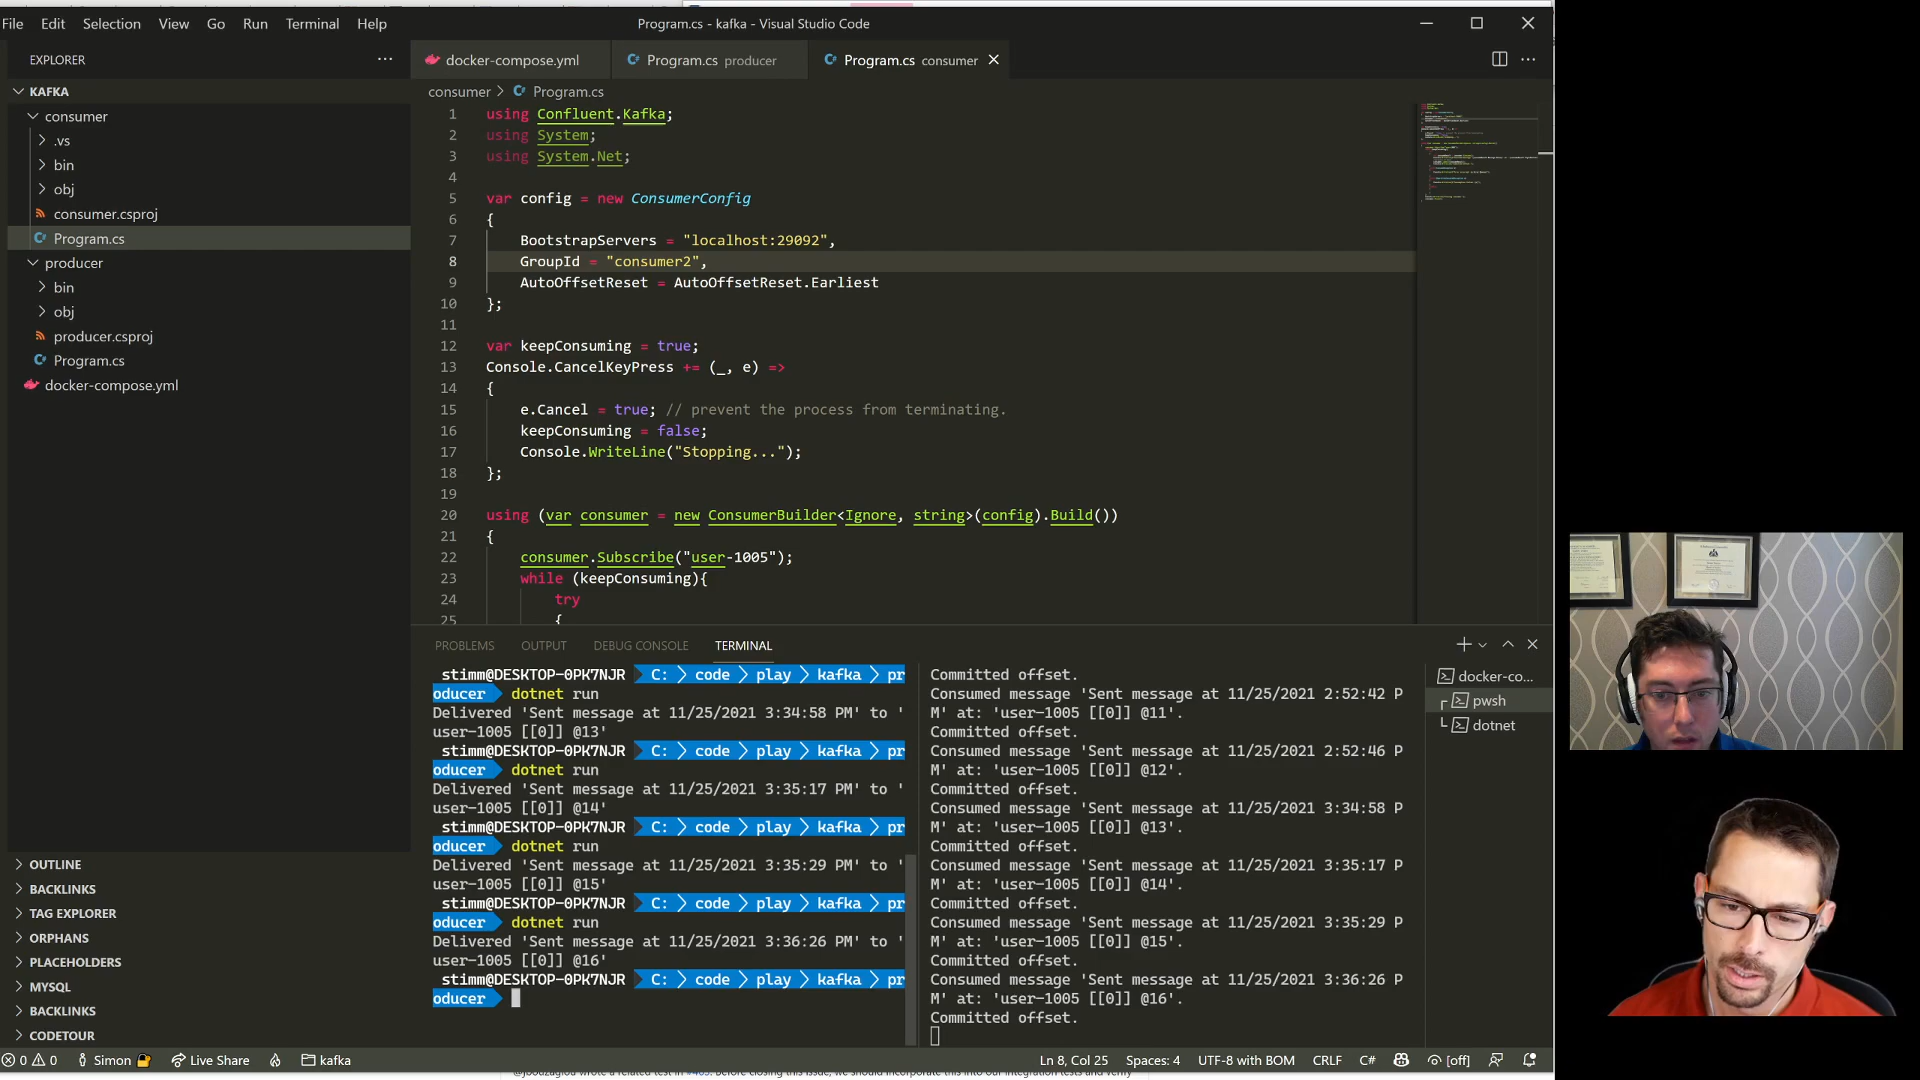 File Edit Selection View Go Run Terminal Help
Program.cs - kafka - Visual Studio Code
EXPLORER
docker-compose.yml
Program.cs producer
Program.cs consumer
KAFKA
consumer
.vs
bin
obj
consumer.csproj
Program.cs
producer
bin
obj
producer.csproj
Program.cs
docker-compose.yml
OUTLINE
BACKLINKS
TAG EXPLORER
ORPHANS
PLACEHOLDERS
MYSQL
BACKLINKS
CODETOUR
consumer > Program.cs
1 using Confluent.Kafka;
2 using System;
3 using System.Net;
4
5 var config = new ConsumerConfig
6 {
7 BootstrapServers = "localhost:29092",
8 GroupId = "consumer2",
9 AutoOffsetReset = AutoOffsetReset.Earliest
10 };
11
12 var keepConsuming = true;
13 Console.CancelKeyPress += (_, e) =>
14 {
15 e.Cancel = true; // prevent the process from terminating.
16 keepConsuming = false;
17 Console.WriteLine("Stopping...");
18 };
19
20 using (var consumer = new ConsumerBuilder<Ignore, string>(config).Build())
21 {
22 consumer.Subscribe("user-1005");
23 while (keepConsuming){
24 try
25 {
PROBLEMS OUTPUT DEBUG CONSOLE TERMINAL
stimm@DESKTOP-0PK7NJR C: > code > play > kafka > pr
oducer dotnet run
Delivered 'Sent message at 11/25/2021 3:34:58 PM' to '
user-1005 [[0]] @13'
stimm@DESKTOP-0PK7NJR C: > code > play > kafka > pr
oducer dotnet run
Delivered 'Sent message at 11/25/2021 3:35:17 PM' to '
user-1005 [[0]] @14'
stimm@DESKTOP-0PK7NJR C: > code > play > kafka > pr
oducer dotnet run
Delivered 'Sent message at 11/25/2021 3:35:29 PM' to '
user-1005 [[0]] @15'
stimm@DESKTOP-0PK7NJR C: > code > play > kafka > pr
oducer dotnet run
Delivered 'Sent message at 11/25/2021 3:36:26 PM' to '
user-1005 [[0]] @16'
stimm@DESKTOP-0PK7NJR C: > code > play > kafka > pr
oducer
Committed offset.
Consumed message 'Sent message at 11/25/2021 2:52:42 P
M' at: 'user-1005 [[0]] @11'.
Committed offset.
Consumed message 'Sent message at 11/25/2021 2:52:46 P
M' at: 'user-1005 [[0]] @12'.
Committed offset.
Consumed message 'Sent message at 11/25/2021 3:34:58 P
M' at: 'user-1005 [[0]] @13'.
Committed offset.
Consumed message 'Sent message at 11/25/2021 3:35:17 P
M' at: 'user-1005 [[0]] @14'.
Committed offset.
Consumed message 'Sent message at 11/25/2021 3:35:29 P
M' at: 'user-1005 [[0]] @15'.
Committed offset.
Consumed message 'Sent message at 11/25/2021 3:36:26 P
M' at: 'user-1005 [[0]] @16'.
Committed offset.
docker-co...
pwsh
dotnet
0 0 Simon Live Share kafka
Ln 8, Col 25 Spaces: 4 UTF-8 with BOM CRLF C# [off]